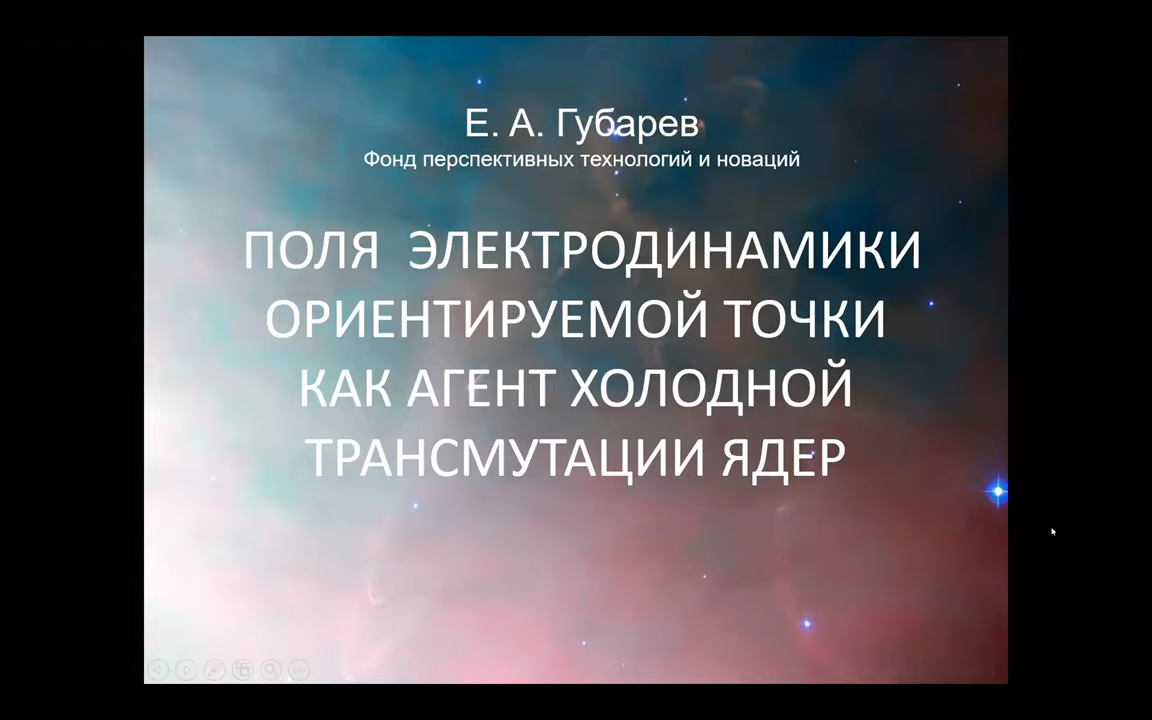 Е. А. Губарев
Фонд перспективных технологий и новаций
ПОЛЯ ЭЛЕКТРОДИНАМИКИ
ОРИЕНТИРУЕМОЙ ТОЧКИ
КАК АГЕНТ ХОЛОДНОЙ
ТРАНСМУТАЦИИ ЯДЕР